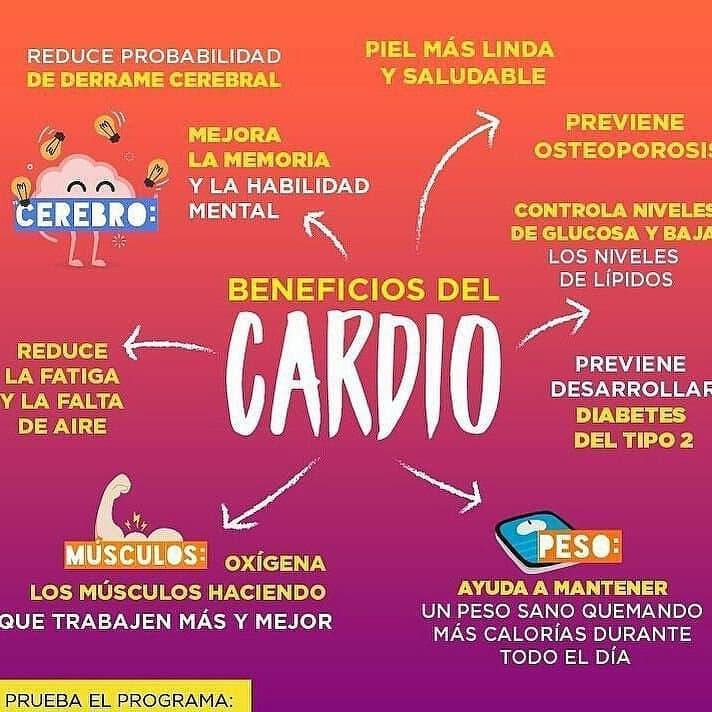 REDUCE PROBABILIDAD
DE DERRAME CEREBRAL
MEJORA
LA MEMORIA
Y LA HABILIDAD
MENTAL
CEREBRO:
PIEL MÁS LINDA
Y SALUDABLE
PREVIENE
OSTEOPOROSIS
CONTROLA NIVELES
DE GLUCOSA Y BAJA
LOS NIVELES
DE LÍPIDOS
BENEFICIOS DEL
CARDIO
REDUCE
LA FATIGA
Y LA FALTA
DE AIRE
PREVIENE
DESARROLLAR
DIABETES
DEL TIPO 2
MÚSCULOS: OXÍGENA
LOS MÚSCULOS HACIENDO
QUE TRABAJEN MÁS Y MEJOR
PESO:
AYUDA A MANTENER
UN PESO SANO QUEMANDO
MÁS CALORÍAS DURANTE
TODO EL DÍA
PRUEBA EL PROGRAMA: